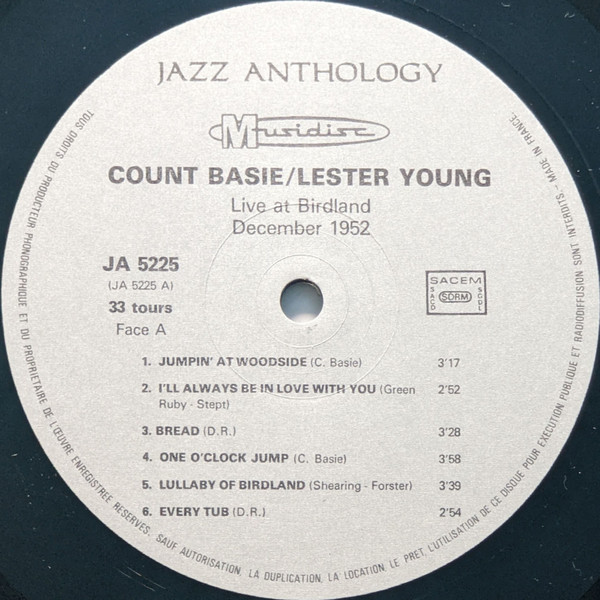 JAZZ ANTHOLOGY
Musidisc
COUNT BASIE/LESTER YOUNG
Live at Birdland
December 1952
JA 5225
(JA 5225 A)
33 tours
Face A
SACEM
SACD
SDRM
SGDL
1. JUMPIN' AT WOODSIDE (C. Basie) 3'17
2. I'LL ALWAYS BE IN LOVE WITH YOU (Green 2'52
Ruby - Stept)
3. BREAD (D.R.) 3'28
4. ONE O'CLOCK JUMP (C. Basie) 3'58
5. LULLABY OF BIRDLAND (Shearing - Forster) 3'39
6. EVERY TUB (D.R.) 2'54
TOUS DROITS DU PRODUCTEUR PHONOGRAPHIQUE ET DU PROPRIETAIRE DE L'ŒUVRE ENREGISTREE RESERVES. SAUF AUTORISATION, LA DUPLICATION, LA LOCATION, LE PRET, L'UTILISATION DE CE DISQUE POUR EXECUTION PUBLIQUE ET RADIODIFFUSION SONT INTERDITS. - MADE IN FRANCE.